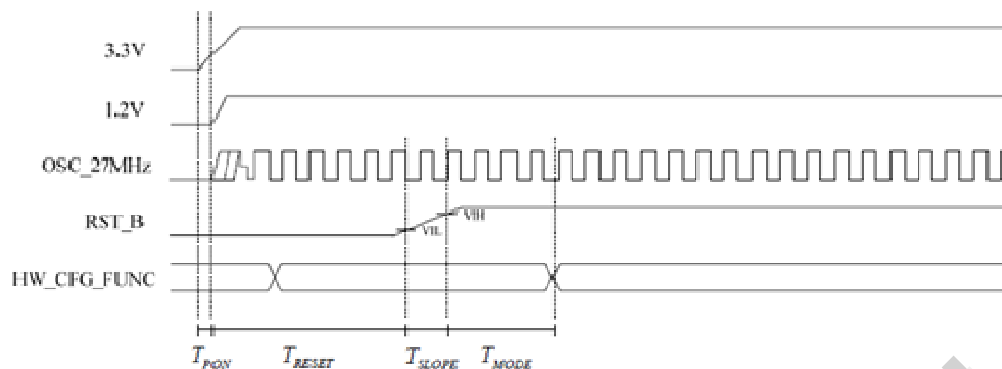 3.3V
1.2V
OSC_27MHz
RST_B
VIL
VIH
HW_CFG_FUNC
TPON TRESET TSLOPE TMODE